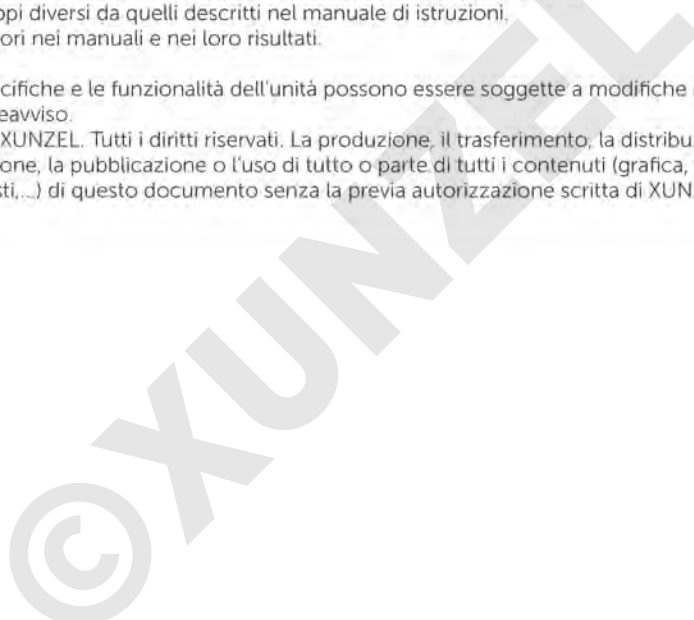 opi diversi da quelli descritti nel manuale di istruzioni.
ori nei manuali e nei loro risultati.
cifiche e le funzionalità dell'unità possono essere soggette a modifiche
eavviso.
XUNZEL. Tutti i diritti riservati. La produzione, il trasferimento, la distribu
one, la pubblicazione o l'uso di tutto o parte di tutti i contenuti (grafica,
sti,...) di questo documento senza la previa autorizzazione scritta di XUN
©XUNZEL